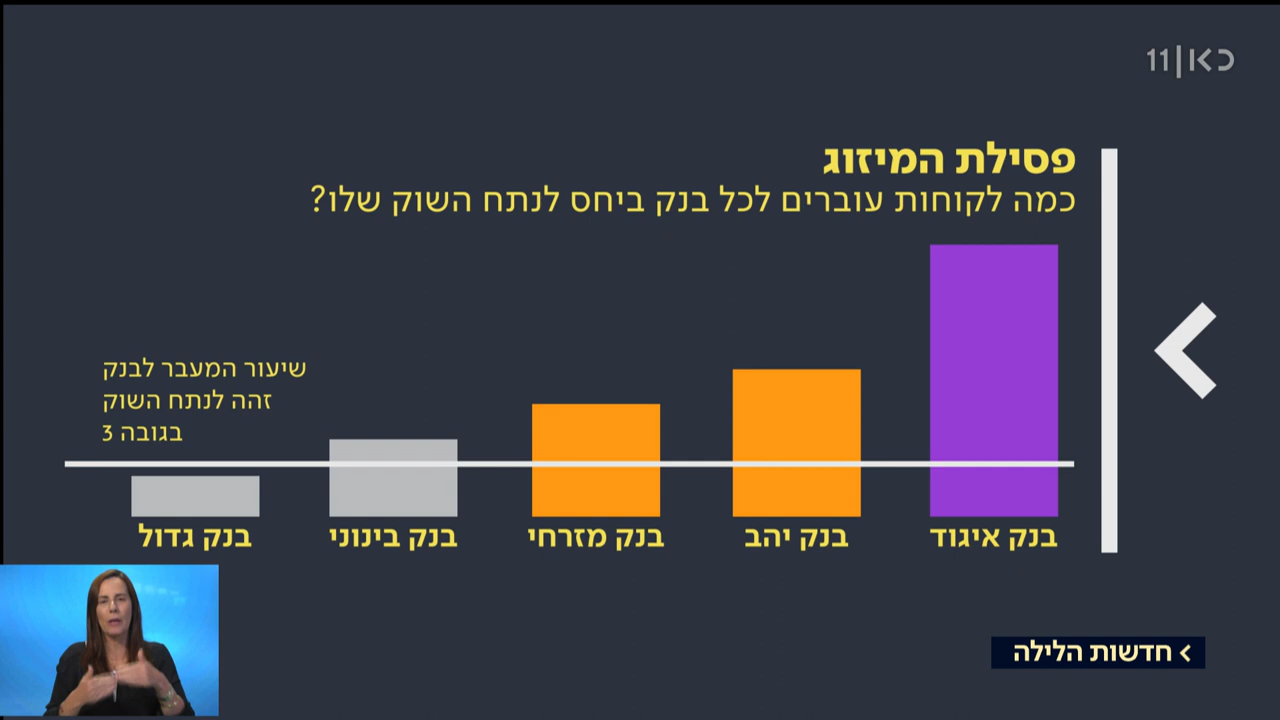 כאן|11
פסילת המיזוג
כמה לקוחות עוברים לכל בנק ביחס לנתח השוק שלו?
שיעור המעבר לבנק
זהה לנתח השוק
בגובה 3
בנק איגוד
בנק יהב
בנק מזרחי
בנק בינוני
בנק גדול
חדשות הלילה